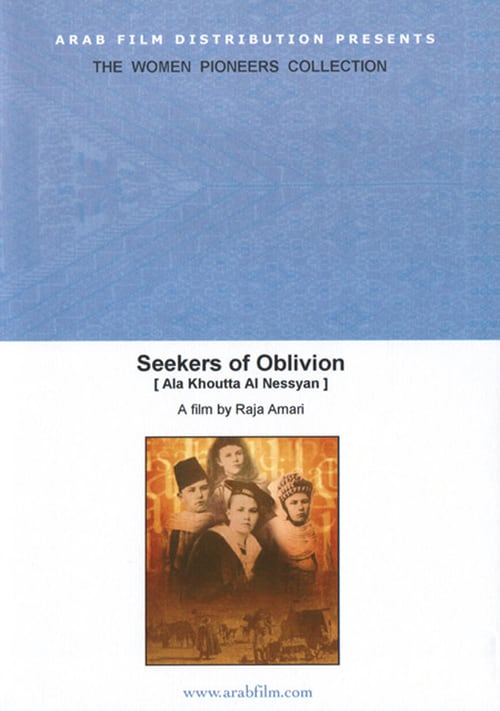 ARAB FILM DISTRIBUTION PRESENTS
THE WOMEN PIONEERS COLLECTION
Seekers of Oblivion
[ Ala Khoutta Al Nessyan ]
A film by Raja Amari
www.arabfilm.com